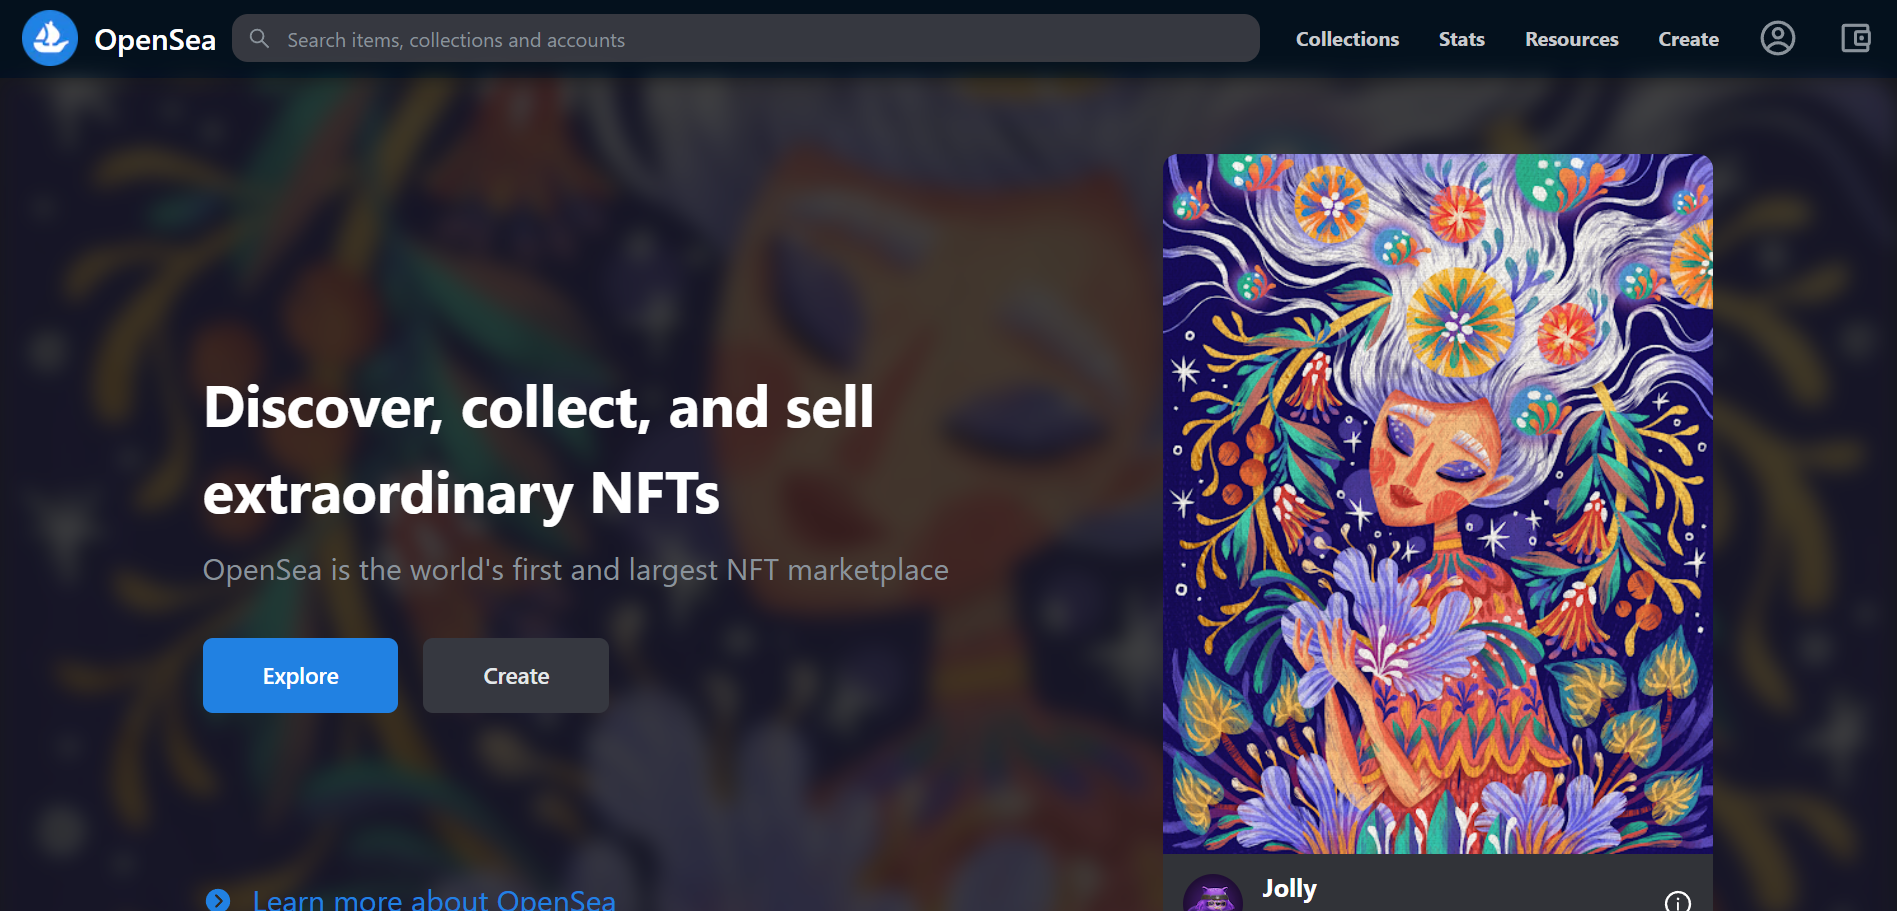 OpenSea
Search items, collections and accounts
Collections
Stats
Resources
Create
Discover, collect, and sell
extraordinary NFTs
OpenSea is the world's first and largest NFT marketplace
Explore
Create
Learn more about OpenSea
Jolly